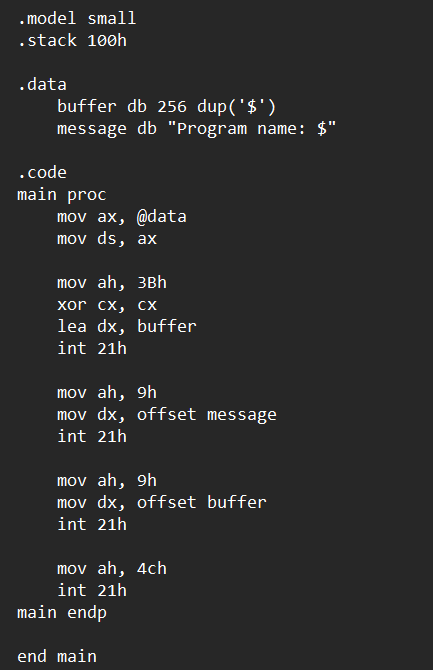 .model small
.stack 100h

.data
    buffer db 256 dup('$')
    message db "Program name: $"

.code
main proc
    mov ax, @data
    mov ds, ax

    mov ah, 3Bh
    xor cx, cx
    lea dx, buffer
    int 21h

    mov ah, 9h
    mov dx, offset message
    int 21h

    mov ah, 9h
    mov dx, offset buffer
    int 21h

    mov ah, 4ch
    int 21h
main endp

end main